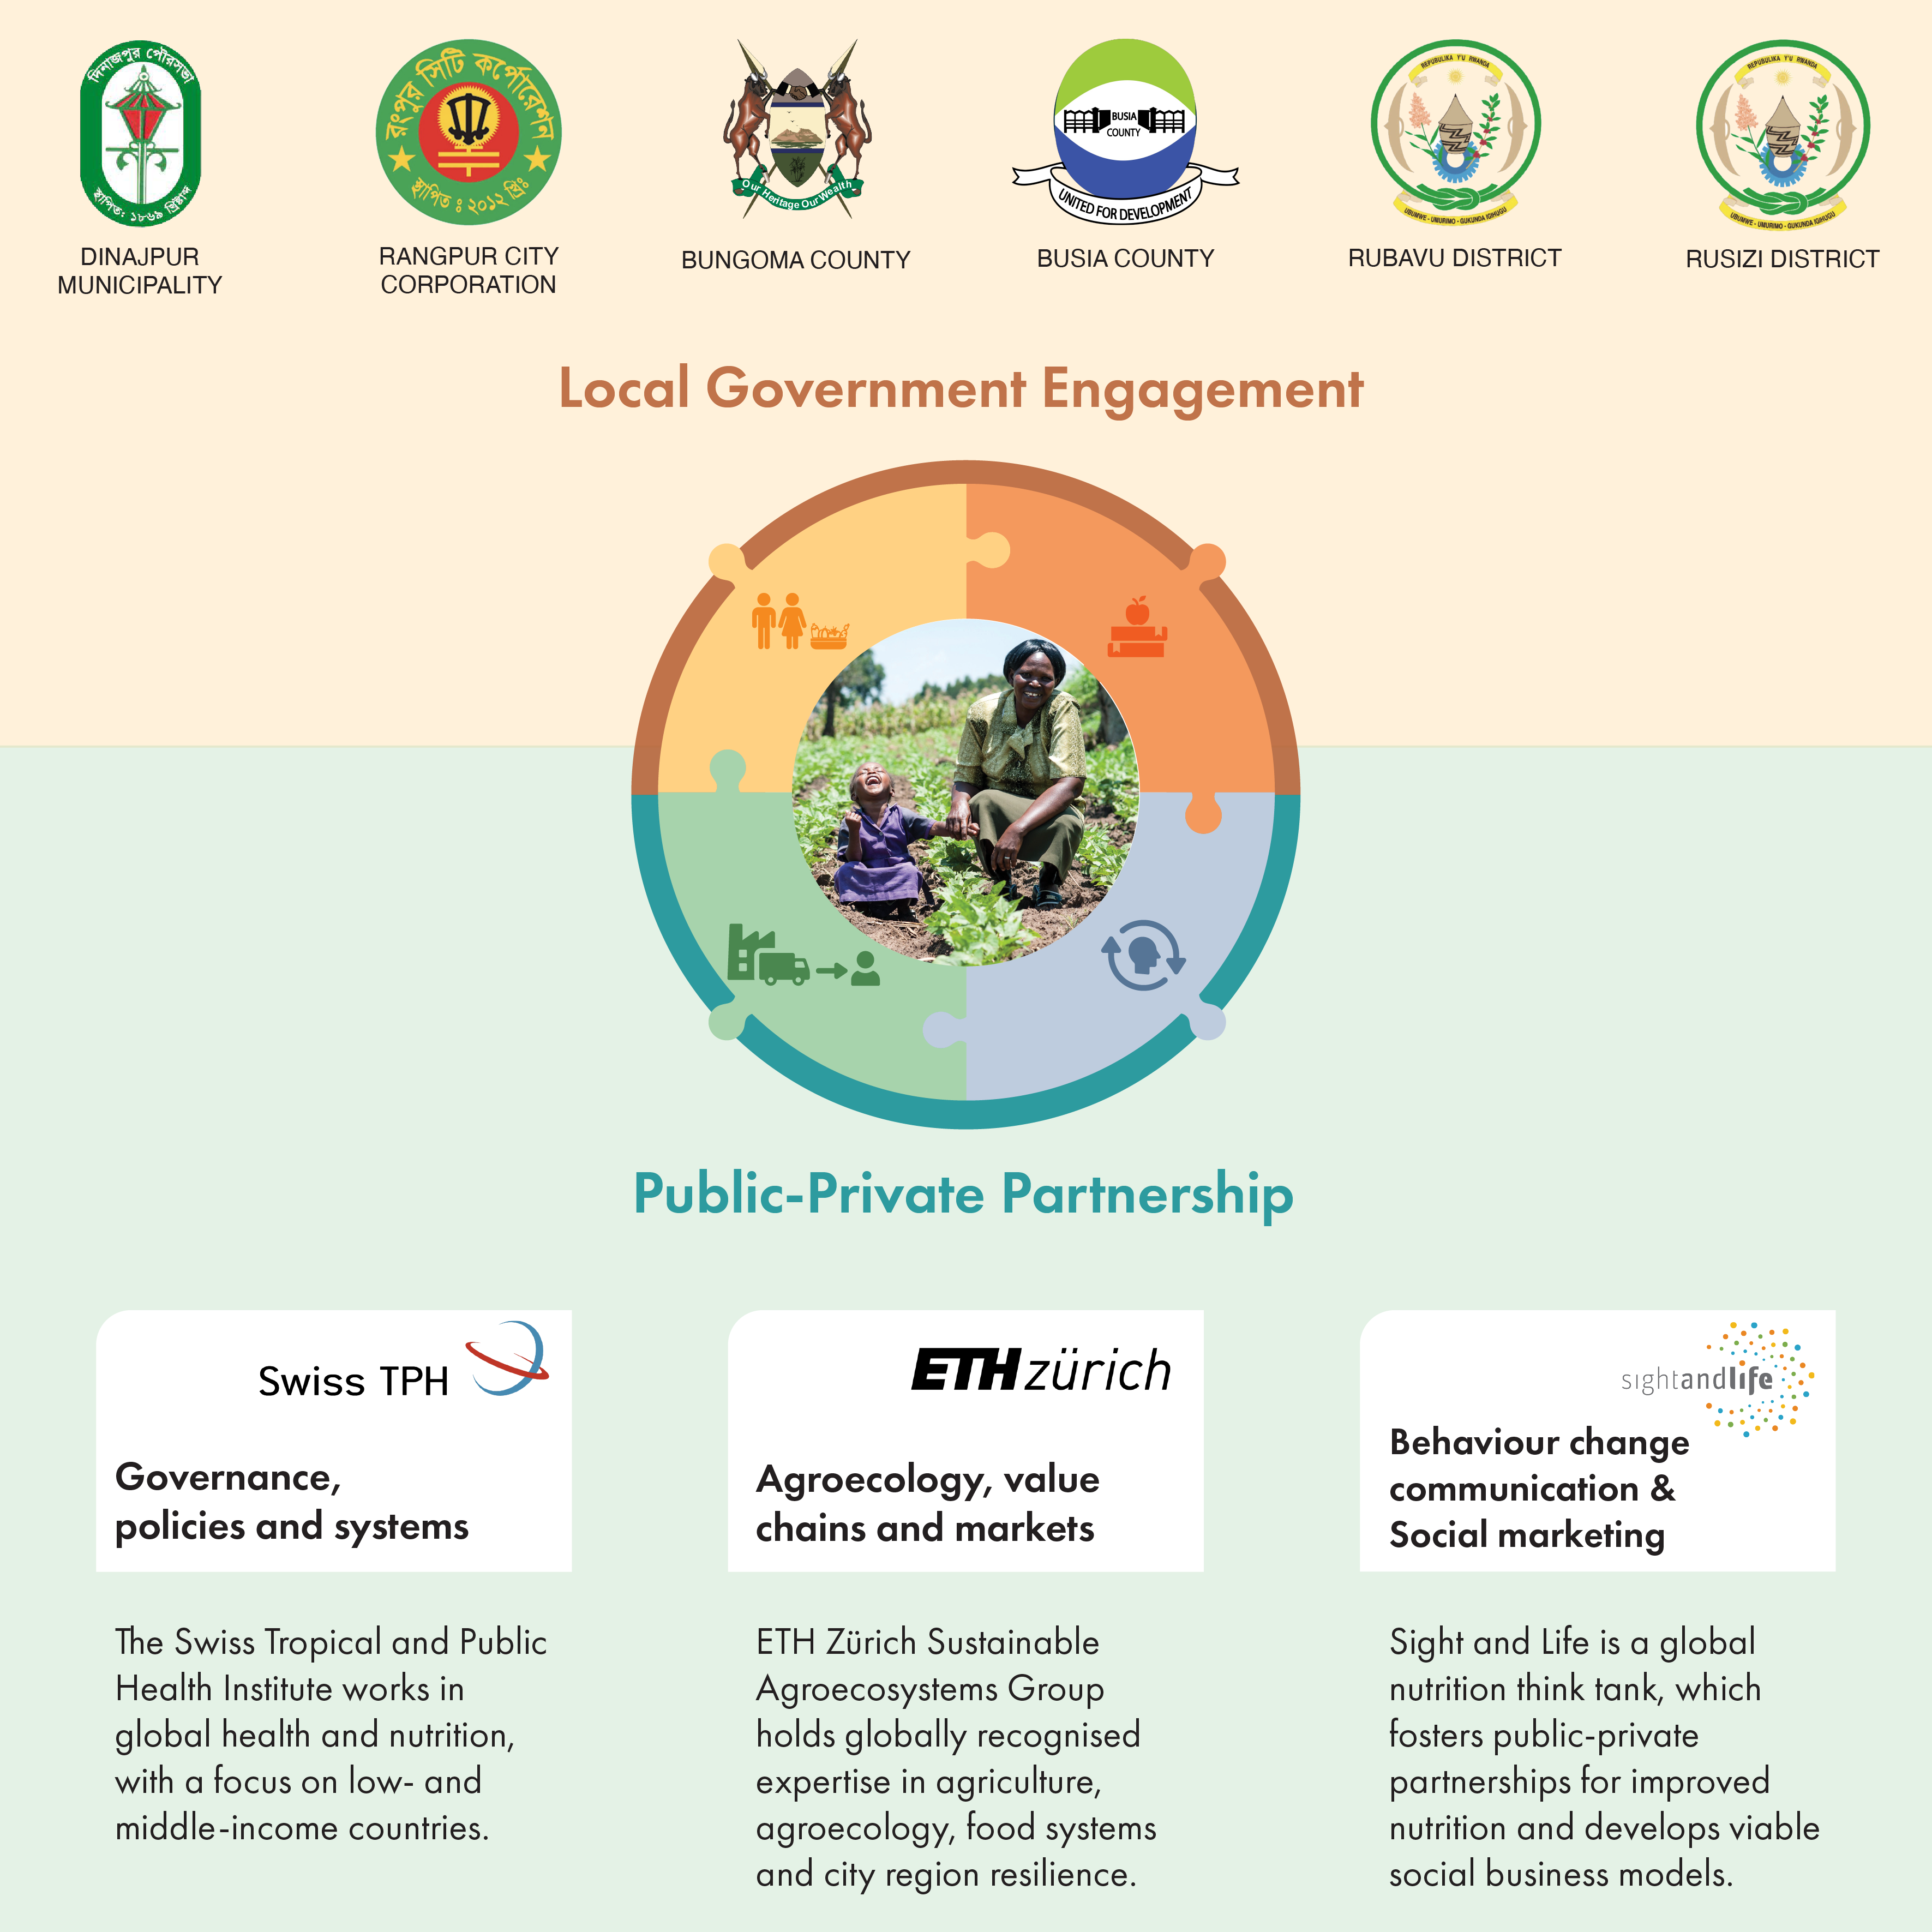 দিনাজপুর পৌরসভা
স্থাপিত: ১৮৬৯ খ্রিষ্টাব্দ
DINAJPUR
MUNICIPALITY
রংপুর সিটি কর্পোরেশন
স্থাপিত ঃ ২০১২ খ্রিঃ
RANGPUR CITY
CORPORATION
Our Heritage Our Wealth
BUNGOMA COUNTY
BUSIA
COUNTY
UNITED FOR DEVELOPMENT
BUSIA COUNTY
REPUBULIKA Y'U RWANDA
UBUMWE - UMURIMO - GUKUNDA IGIHUGU
RUBAVU DISTRICT
REPUBULIKA Y'U RWANDA
UBUMWE - UMURIMO - GUKUNDA IGIHUGU
RUSIZI DISTRICT
Local Government Engagement
Public-Private Partnership
Swiss TPH
Governance,
policies and systems
The Swiss Tropical and Public
Health Institute works in
global health and nutrition,
with a focus on low- and
middle-income countries.
ETH zürich
Agroecology, value
chains and markets
ETH Zürich Sustainable
Agroecosystems Group
holds globally recognised
expertise in agriculture,
agroecology, food systems
and city region resilience.
sightandlife
Behaviour change
communication &
Social marketing
Sight and Life is a global
nutrition think tank, which
fosters public-private
partnerships for improved
nutrition and develops viable
social business models.